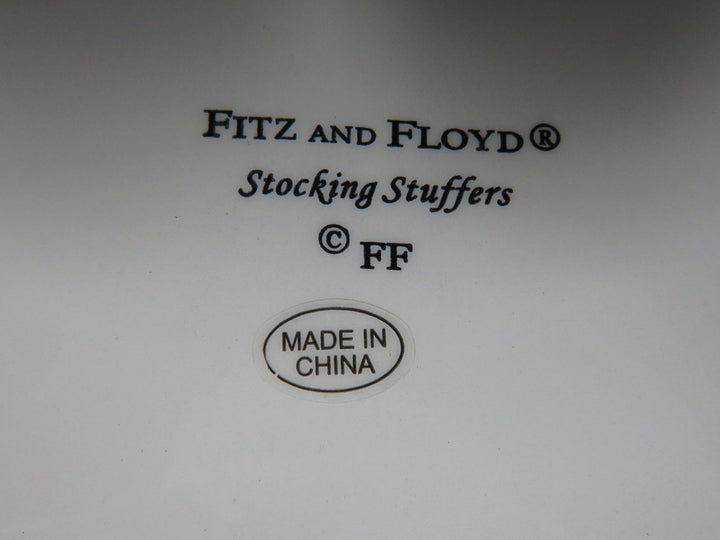 FITZ AND FLOYD®
Stocking Stuffers
© FF
MADE IN
CHINA